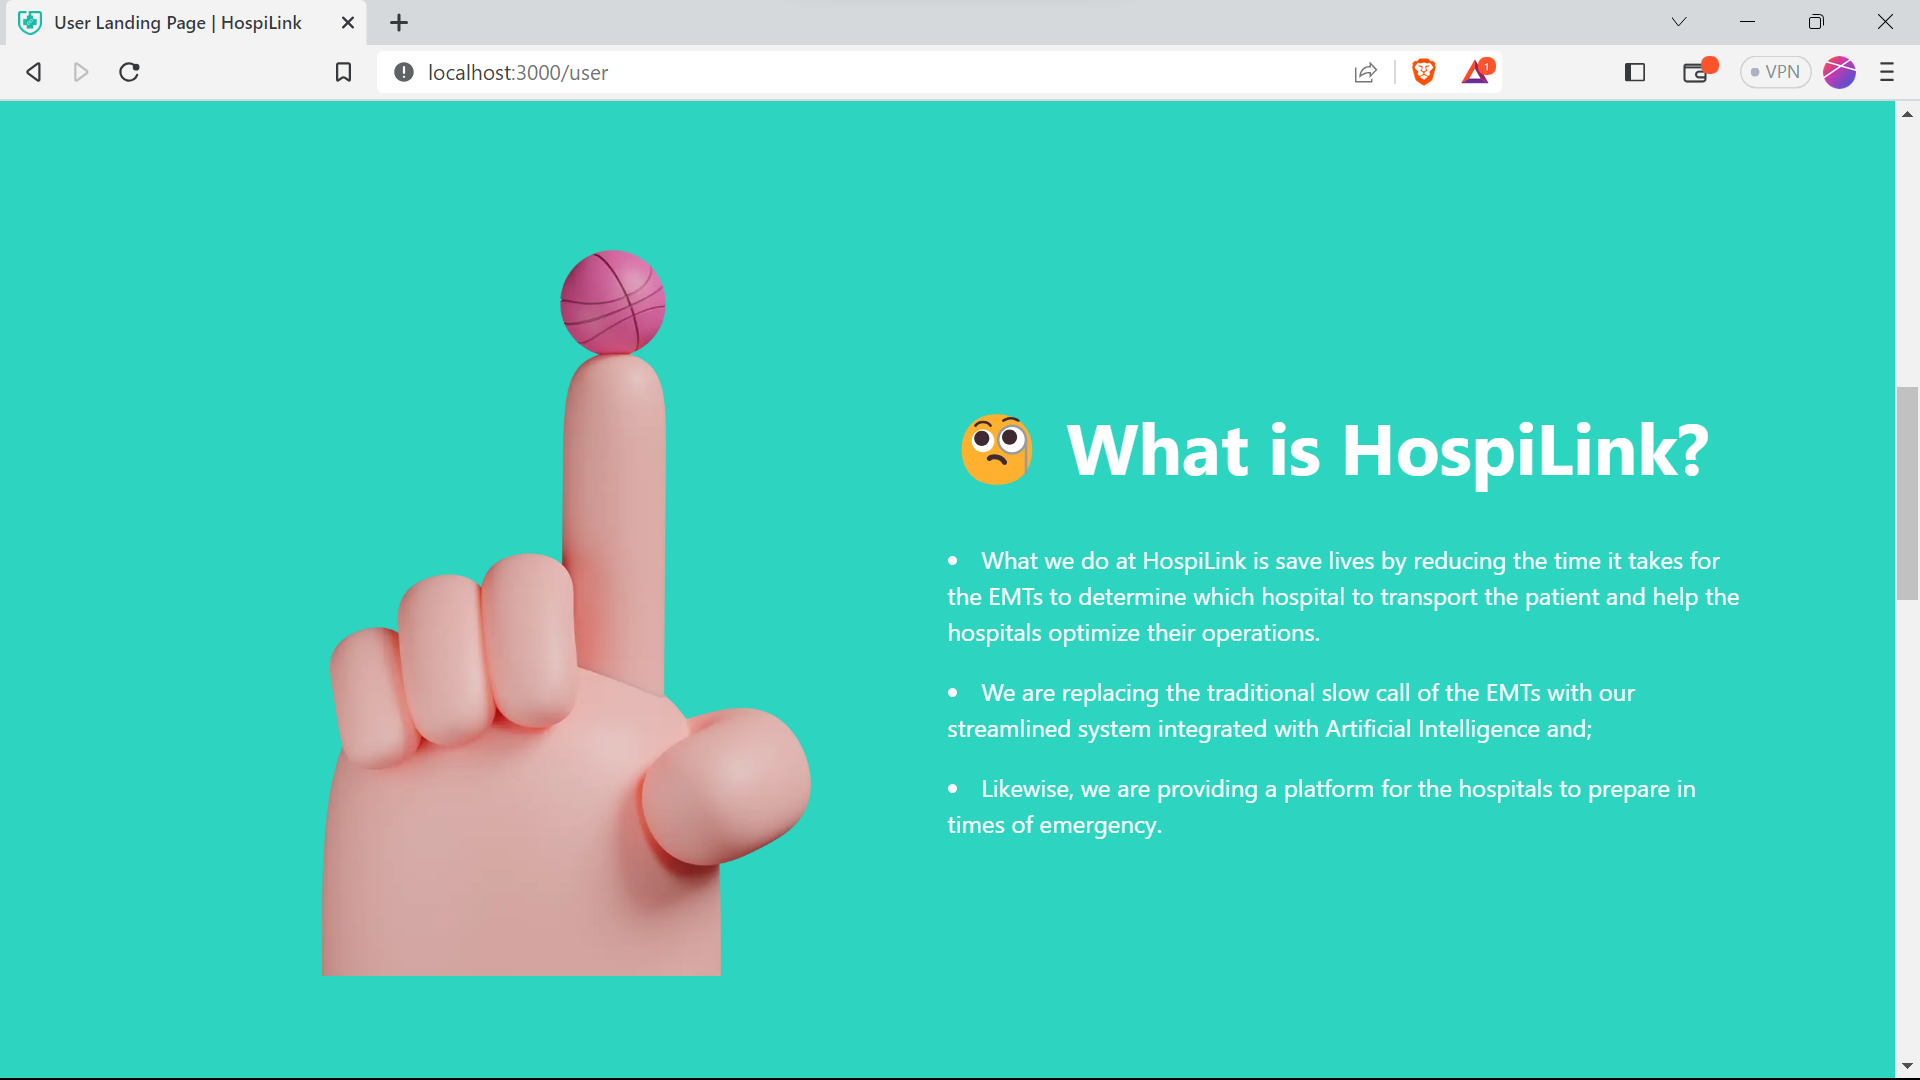 User Landing Page | HospiLink
localhost:3000/user
1
VPN
What is HospiLink?
• What we do at HospiLink is save lives by reducing the time it takes for
the EMTs to determine which hospital to transport the patient and help the
hospitals optimize their operations.
• We are replacing the traditional slow call of the EMTs with our
streamlined system integrated with Artificial Intelligence and;
• Likewise, we are providing a platform for the hospitals to prepare in
times of emergency.